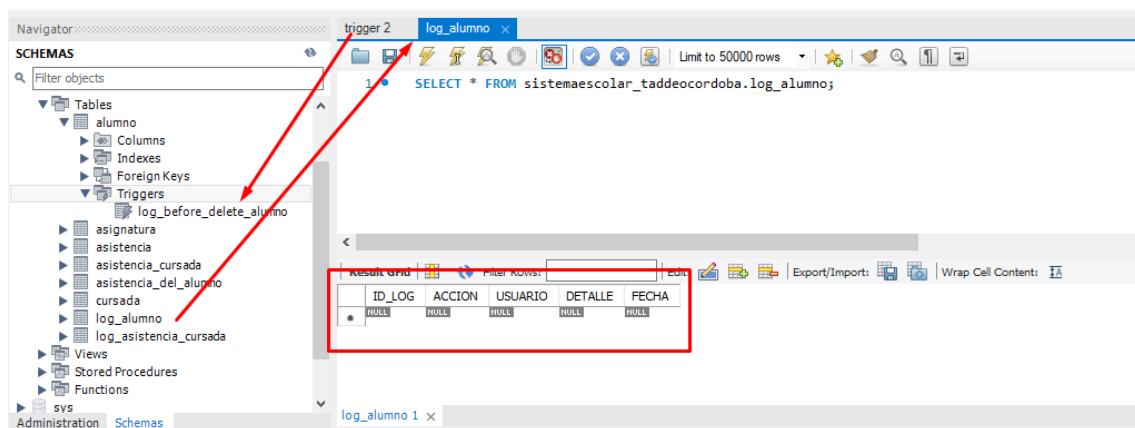 Navigator
SCHEMAS
Filter objects
Tables
alumno
Columns
Indexes
Foreign Keys
Triggers
log_before_delete_alumno
asignatura
asistencia
asistencia_cursada
asistencia_del_alumno
cursada
log_alumno
log_asistencia_cursada
Views
Stored Procedures
Functions
sys
Administration Schemas
trigger 2 log_alumno
Limit to 50000 rows
1 SELECT * FROM sistemaescolar_taddeocordoba.log_alumno;
Result Grid Filter Rows: Edit: Export/Import: Wrap Cell Content:
ID_LOG ACCION USUARIO DETALLE FECHA
NULL NULL NULL NULL NULL
log_alumno 1